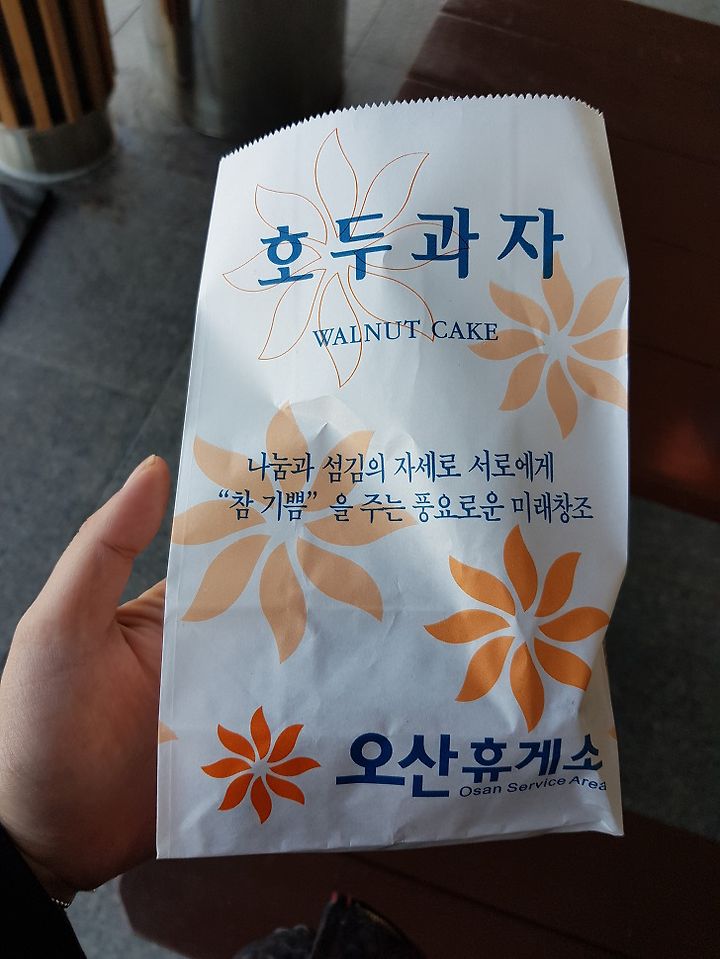 호두과자
WALNUT CAKE
나눔과 섬김의 자세로 서로에게
“참 기쁨” 을 주는 풍요로운 미래창조
오산휴게소
Osan Service Area